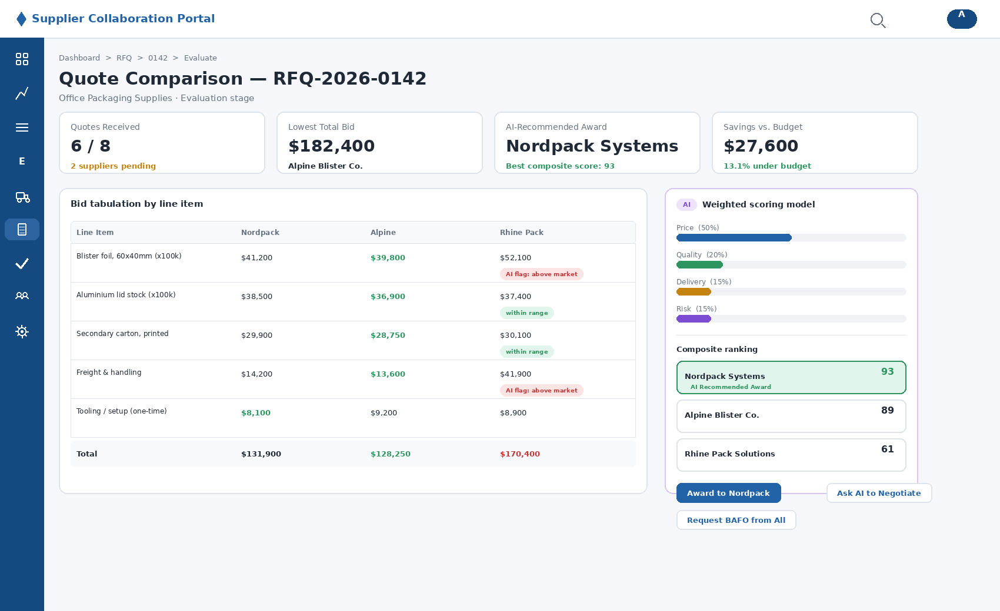 Supplier Collaboration Portal
A
E
Dashboard > RFQ > 0142 > Evaluate
Quote Comparison — RFQ-2026-0142
Office Packaging Supplies · Evaluation stage
Quotes Received
6 / 8
2 suppliers pending
Lowest Total Bid
$182,400
Alpine Blister Co.
AI-Recommended Award
Nordpack Systems
Best composite score: 93
Savings vs. Budget
$27,600
13.1% under budget
Bid tabulation by line item
Line Item Nordpack Alpine Rhine Pack
Blister foil, 60x40mm (x100k) $41,200 $39,800 $52,100
AI flag: above market
Aluminium lid stock (x100k) $38,500 $36,900 $37,400
within range
Secondary carton, printed $29,900 $28,750 $30,100
within range
Freight & handling $14,200 $13,600 $41,900
AI flag: above market
Tooling / setup (one-time) $8,100 $9,200 $8,900
Total $131,900 $128,250 $170,400
AI Weighted scoring model
Price (50%)
Quality (20%)
Delivery (15%)
Risk (15%)
Composite ranking
Nordpack Systems 93
AI Recommended Award
Alpine Blister Co. 89
Rhine Pack Solutions 61
Award to Nordpack Ask AI to Negotiate
Request BAFO from All